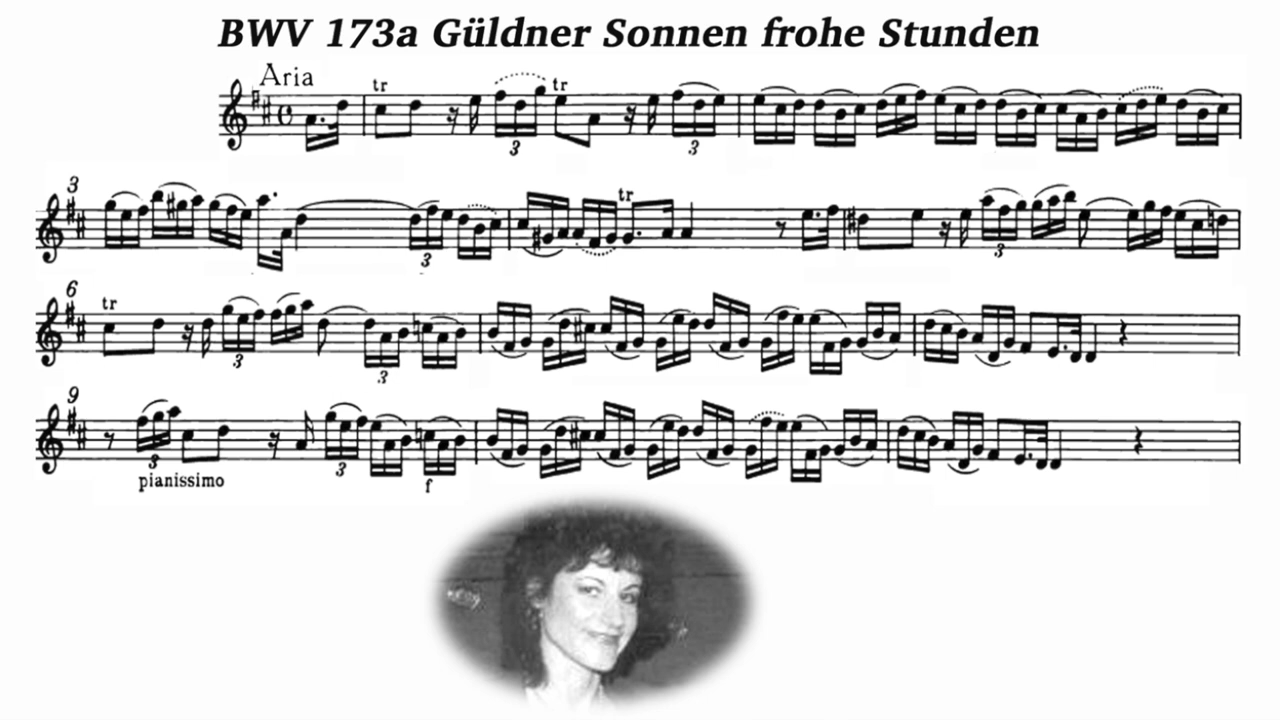 BWV 173a Güldner Sonnen frohe Stunden
Aria
tr tr
3 3
3
tr
3 3
6
tr
3 3
9
3 3
pianissimo f